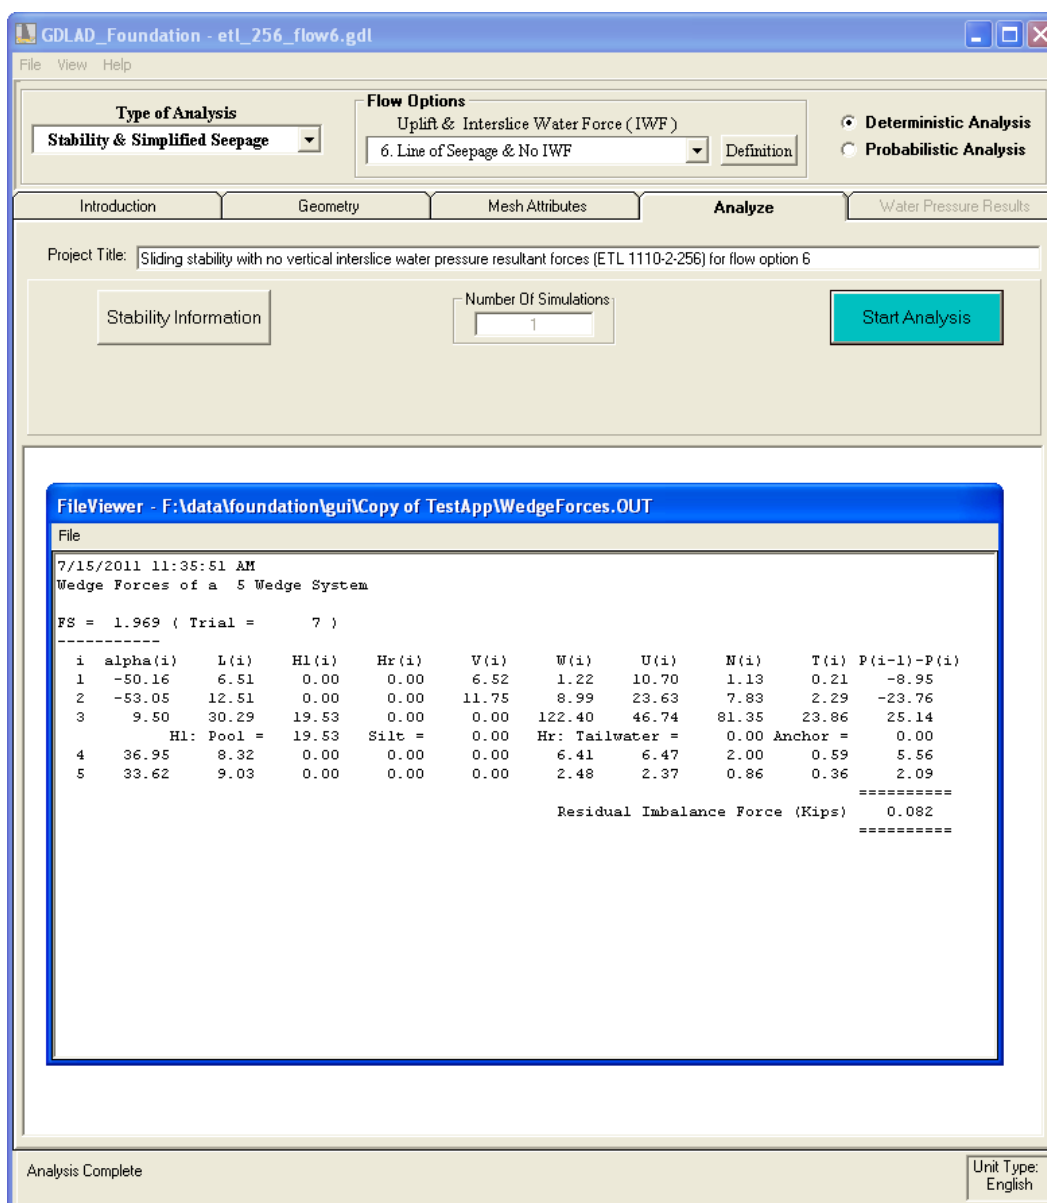 GDLAD_Foundation - etl_256_flow6.gdl
File View Help
Type of Analysis
Stability & Simplified Seepage
Flow Options
Uplift & Interslice Water Force ( IWF )
6. Line of Seepage & No IWF
Definition
Deterministic Analysis
Probabilistic Analysis
Introduction Geometry Mesh Attributes Analyze Water Pressure Results
Project Title: Sliding stability with no vertical interslice water pressure resultant forces (ETL 1110-2-256) for flow option 6
Stability Information
Number Of Simulations
1
Start Analysis
FileViewer - F:\data\foundation\gui\Copy of TestApp\WedgeForces.OUT
File
7/15/2011 11:35:51 AM
Wedge Forces of a 5 Wedge System
FS = 1.969 ( Trial = 7 )
-----------
i alpha(i) L(i) Hl(i) Hr(i) V(i) W(i) U(i) N(i) T(i) P(i-1)-P(i)
1 -50.16 6.51 0.00 0.00 6.52 1.22 10.70 1.13 0.21 -8.95
2 -53.05 12.51 0.00 0.00 11.75 8.99 23.63 7.83 2.29 -23.76
3 9.50 30.29 19.53 0.00 0.00 122.40 46.74 81.35 23.86 25.14
Hl: Pool = 19.53 Silt = 0.00 Hr: Tailwater = 0.00 Anchor = 0.00
4 36.95 8.32 0.00 0.00 0.00 6.41 6.47 2.00 0.59 5.56
5 33.62 9.03 0.00 0.00 0.00 2.48 2.37 0.86 0.36 2.09
==========
Residual Imbalance Force (Kips) 0.082
==========
Analysis Complete
Unit Type:
English